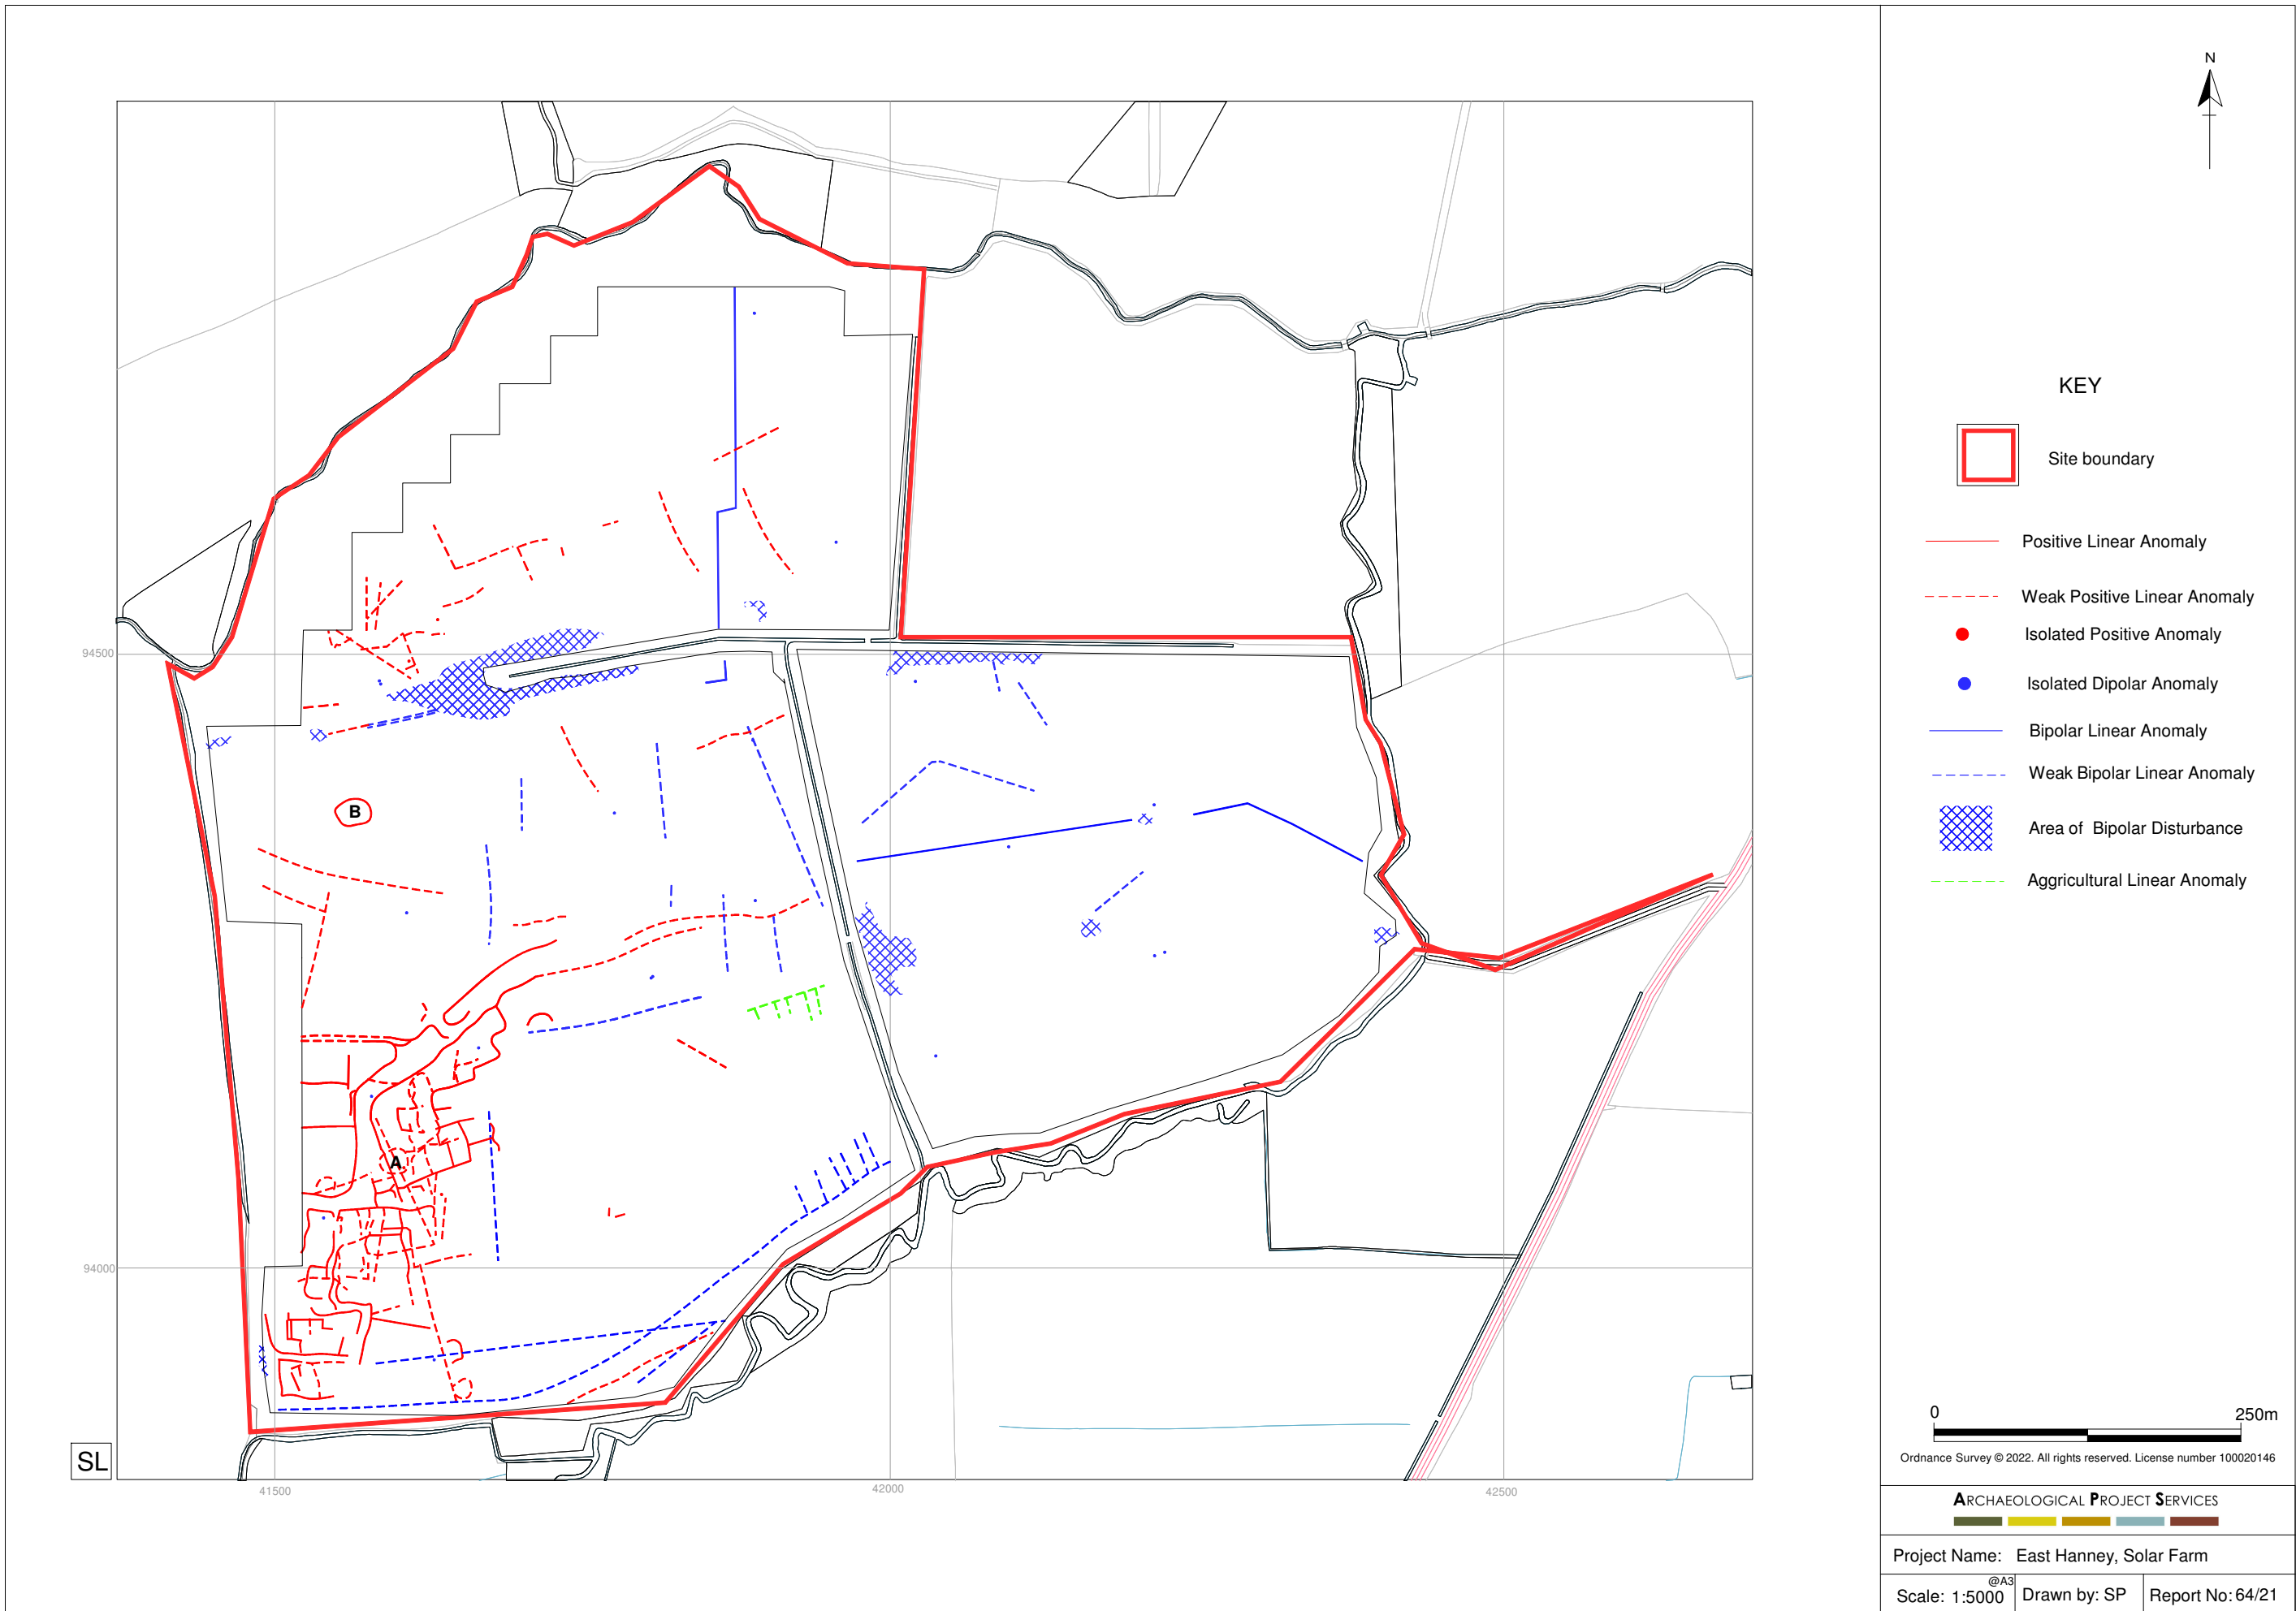 N
KEY
Site boundary
Positive Linear Anomaly
Weak Positive Linear Anomaly
Isolated Positive Anomaly
Isolated Dipolar Anomaly
Bipolar Linear Anomaly
Weak Bipolar Linear Anomaly
Area of Bipolar Disturbance
Aggricultural Linear Anomaly
94500
B
A
94000
SL
41500
42000
42500
0 250m
Ordnance Survey © 2022. All rights reserved. License number 100020146
ARCHAEOLOGICAL PROJECT SERVICES
Project Name: East Hanney, Solar Farm
Scale: 1:5000 @A3 Drawn by: SP Report No: 64/21